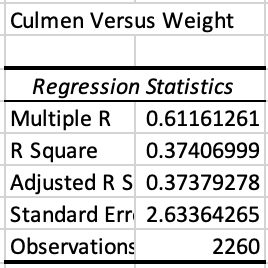 Culmen Versus Weight
Regression Statistics
Multiple R 0.61161261
R Square 0.37406999
Adjusted R S 0.37379278
Standard Erre 2.63364265
Observations 2260